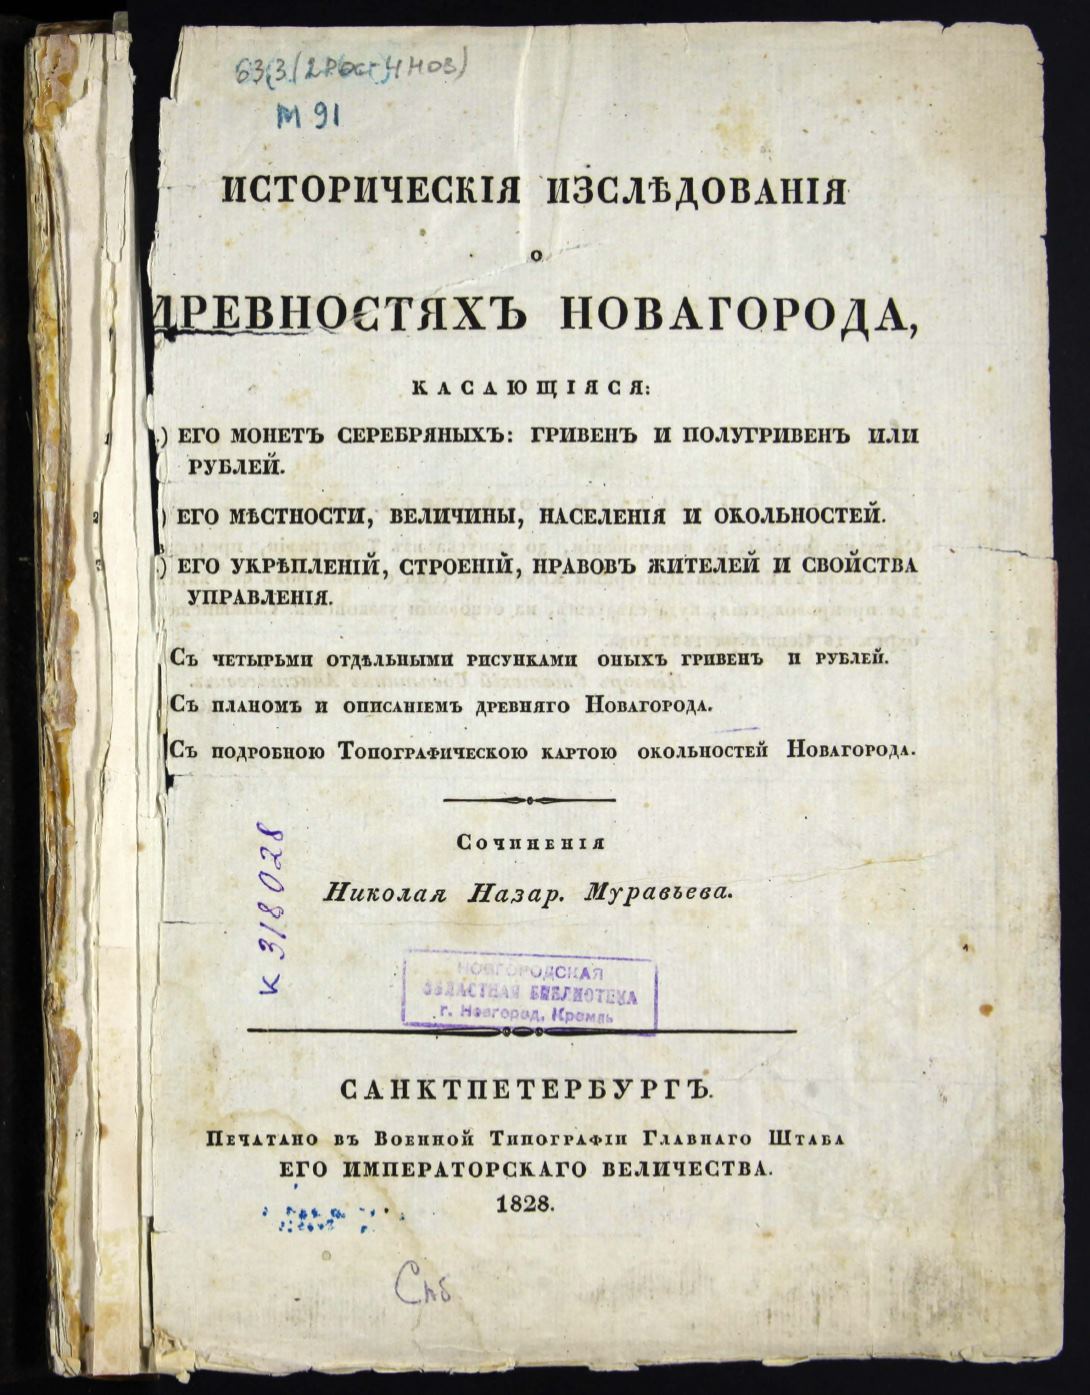 63(3)(2Рос-4Нов)
М 91
ИСТОРИЧЕСКІЯ ИЗСЛѢДОВАНІЯ
О
ДРЕВНОСТЯХЪ НОВАГОРОДА,
КАСАЮЩІЯСЯ:
1) ЕГО МОНЕТЪ СЕРЕБРЯНЫХЪ: ГРИВЕНЪ И ПОЛУГРИВЕНЪ ИЛИ
РУБЛЕЙ.
2) ЕГО МѢСТНОСТИ, ВЕЛИЧИНЫ, НАСЕЛЕНІЯ И ОКОЛЬНОСТЕЙ.
3) ЕГО УКРѢПЛЕНІЙ, СТРОЕНІЙ, НРАВОВЪ ЖИТЕЛЕЙ И СВОЙСТВА
УПРАВЛЕНІЯ.
Съ четырьми отдѣльными рисунками оныхъ гривенъ и рублей.
Съ планомъ и описаніемъ древняго Новагорода.
Съ подробною Топографическою картою окольностей Новагорода.
Сочиненія
Николая Назар. Муравьева.
К 318028
НОВГОРОДСКАЯ
ОБЛАСТНАЯ БИБЛИОТЕКА
г. Новгород, Кремль
САНКТПЕТЕРБУРГЪ.
Печатано въ Военной Типографіи Главнаго Штаба
ЕГО ИМПЕРАТОРСКАГО ВЕЛИЧЕСТВА.
1828.
Спб